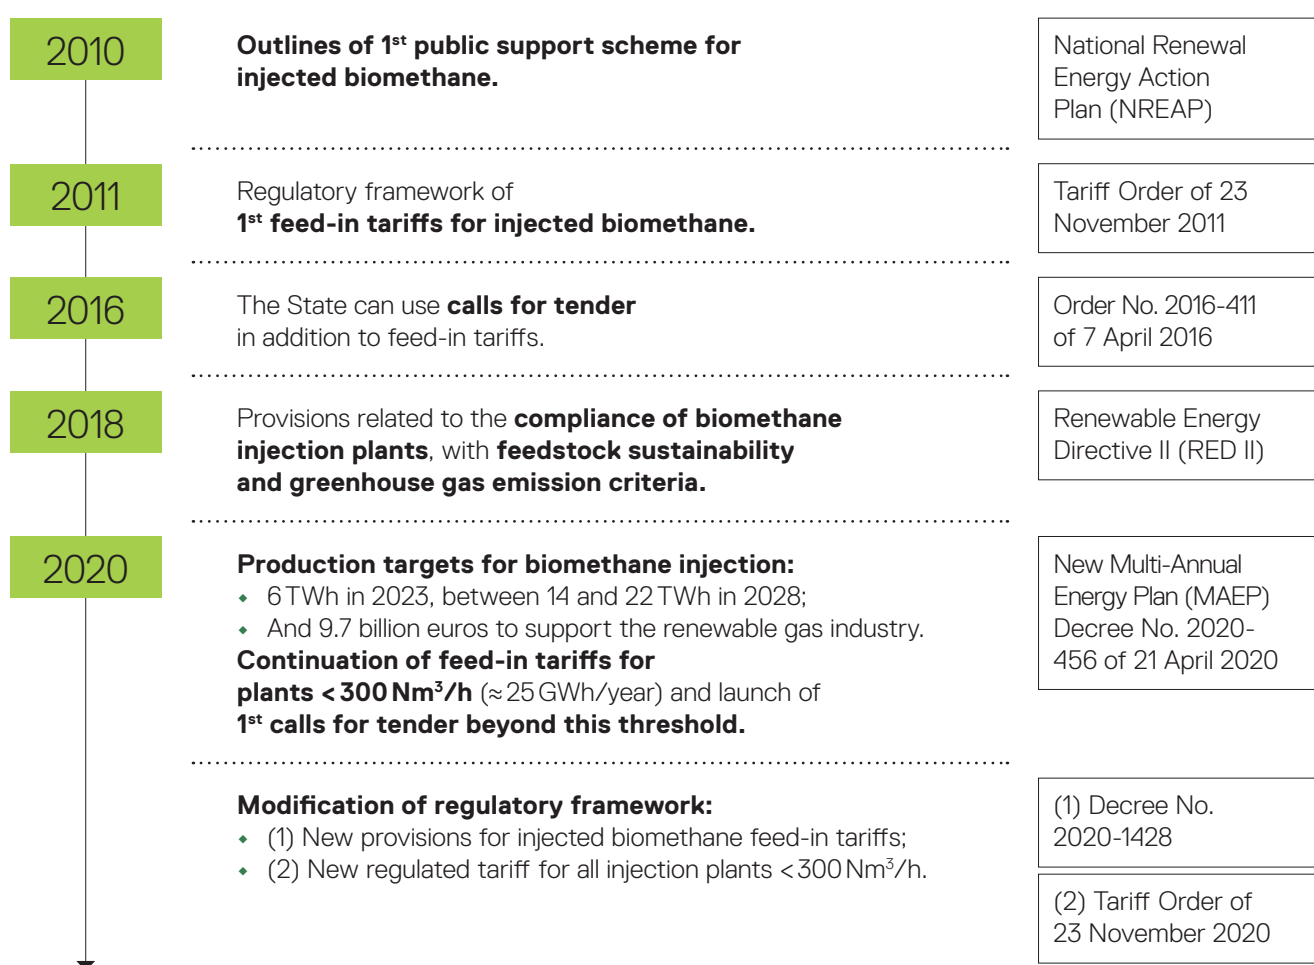 2010
Outlines of 1st public support scheme for
injected biomethane.
National Renewal
Energy Action
Plan (NREAP)
2011
Regulatory framework of
1st feed-in tariffs for injected biomethane.
Tariff Order of 23
November 2011
2016
The State can use calls for tender
in addition to feed-in tariffs.
Order No. 2016-411
of 7 April 2016
2018
Provisions related to the compliance of biomethane
injection plants, with feedstock sustainability
and greenhouse gas emission criteria.
Renewable Energy
Directive II (RED II)
2020
Production targets for biomethane injection:
⬥ 6 TWh in 2023, between 14 and 22 TWh in 2028;
⬥ And 9.7 billion euros to support the renewable gas industry.
Continuation of feed-in tariffs for
plants < 300 Nm³/h (≈ 25 GWh/year) and launch of
1st calls for tender beyond this threshold.
New Multi-Annual
Energy Plan (MAEP)
Decree No. 2020-
456 of 21 April 2020
Modification of regulatory framework:
⬥ (1) New provisions for injected biomethane feed-in tariffs;
⬥ (2) New regulated tariff for all injection plants < 300 Nm³/h.
(1) Decree No.
2020-1428
(2) Tariff Order of
23 November 2020